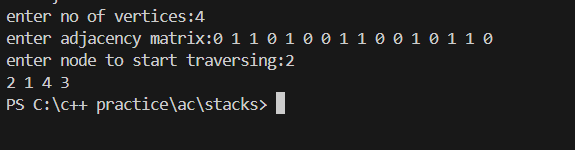 enter no of vertices:4
enter adjacency matrix:0 1 1 0 1 0 0 1 1 0 0 1 0 1 1 0
enter node to start traversing:2
2 1 4 3
PS C:\c++ practice\ac\stacks>